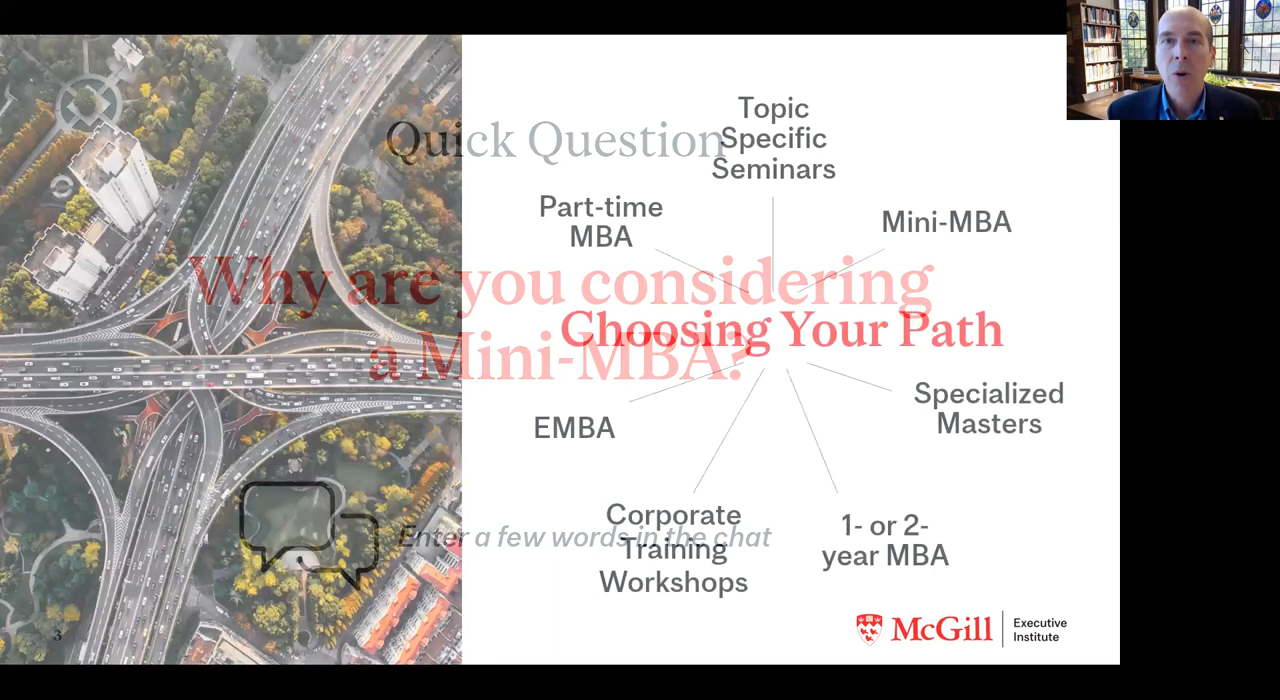 Quick Question
Why are you considering
a Mini-MBA?
Enter a few words in the chat
Topic
Specific
Seminars
Part-time
MBA
Mini-MBA
Choosing Your Path
EMBA
Specialized
Masters
Corporate
Training
Workshops
1- or 2-
year MBA
3
McGill
Executive
Institute